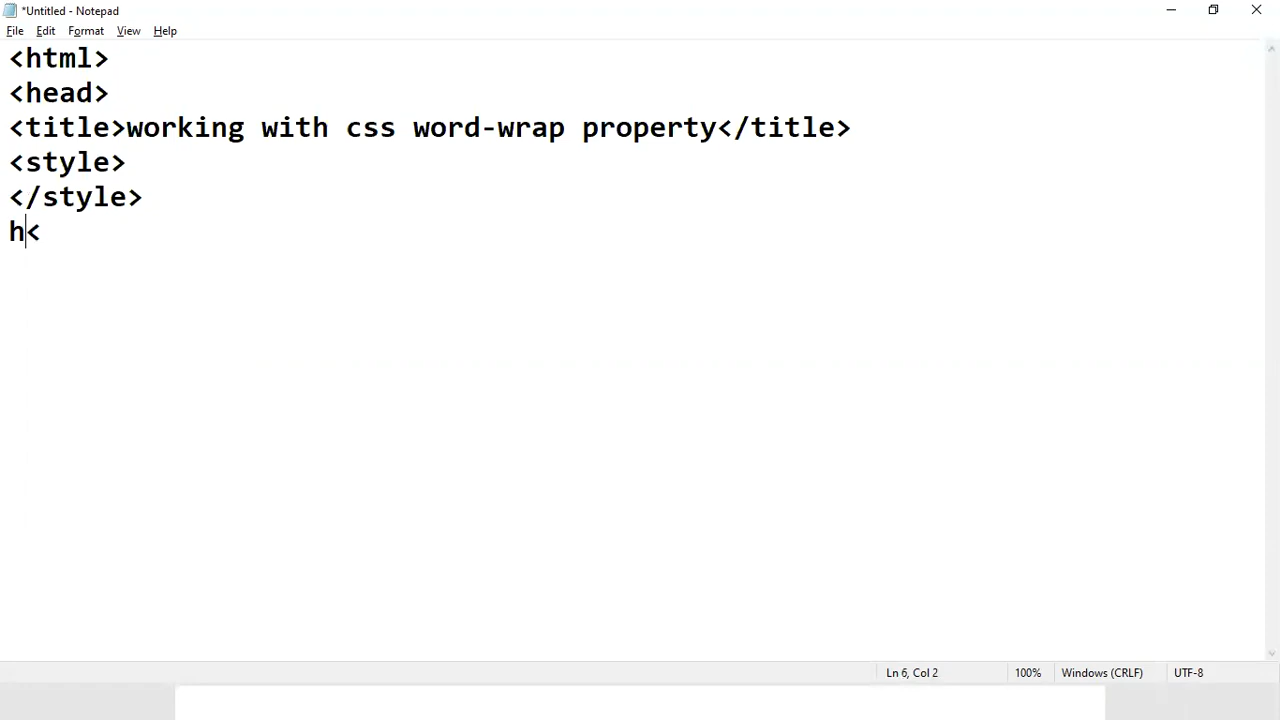 *Untitled - Notepad
File Edit Format View Help
<html>
<head>
<title>working with css word-wrap property</title>
<style>
</style>
h<
Ln 6, Col 2 100% Windows (CRLF) UTF-8